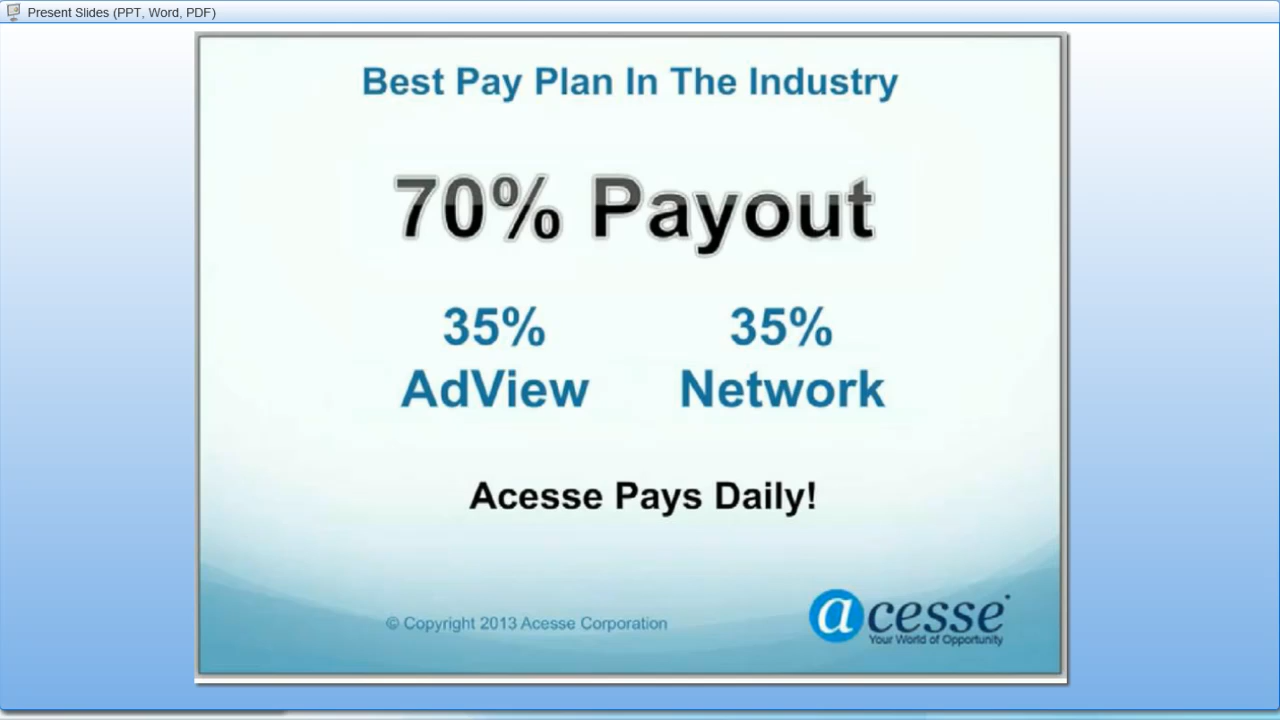 Present Slides (PPT, Word, PDF)
Best Pay Plan In The Industry
70% Payout
35% 35%
AdView Network
Acesse Pays Daily!
© Copyright 2013 Acesse Corporation
acesse
Your World of Opportunity